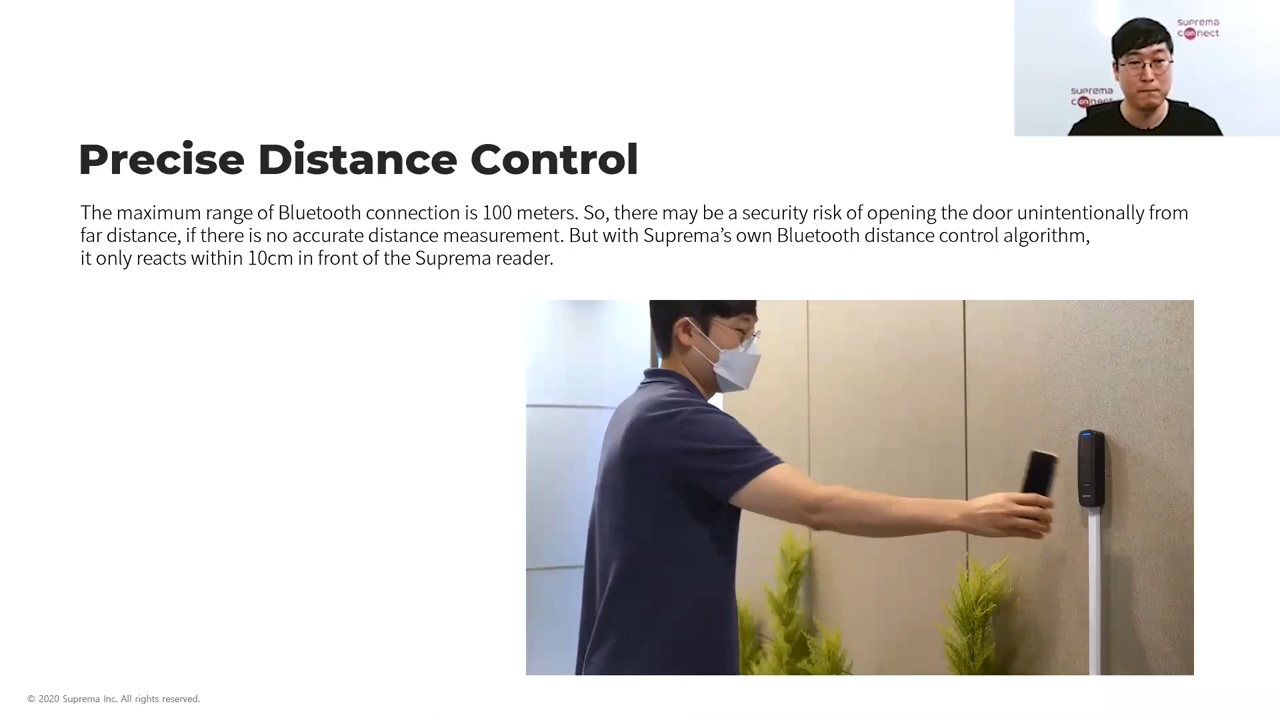 suprema
connect
suprema
connect
Precise Distance Control
The maximum range of Bluetooth connection is 100 meters. So, there may be a security risk of opening the door unintentionally from
far distance, if there is no accurate distance measurement. But with Suprema’s own Bluetooth distance control algorithm,
it only reacts within 10cm in front of the Suprema reader.
© 2020 Suprema Inc. All rights reserved.